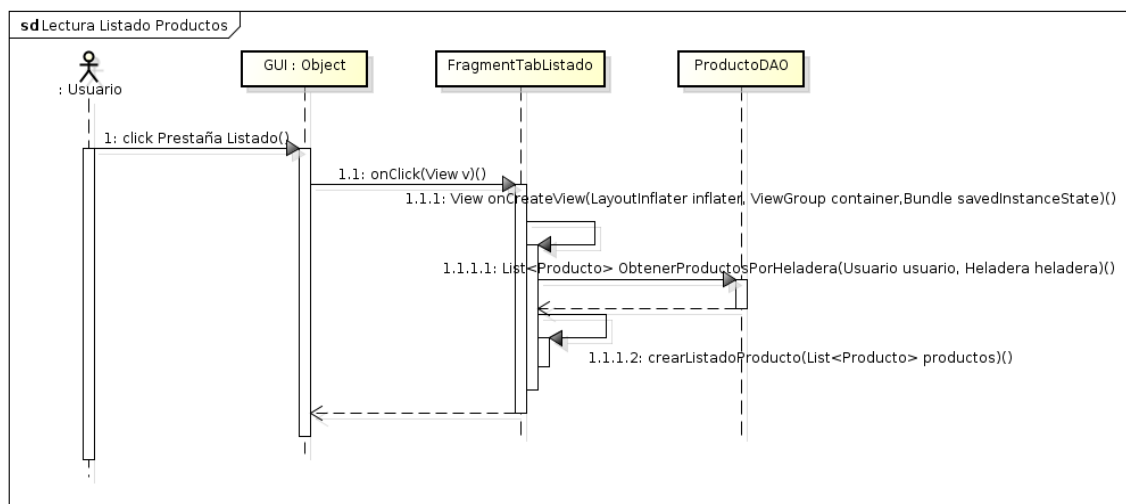 sd Lectura Listado Productos
: Usuario
GUI : Object
FragmentTabListado
ProductoDAO
1: click Prestaña Listado()
1.1: onClick(View v)()
1.1.1: View onCreateView(LayoutInflater inflater, ViewGroup container,Bundle savedInstanceState)()
1.1.1.1: List<Producto> ObtenerProductosPorHeladera(Usuario usuario, Heladera heladera)()
1.1.1.2: crearListadoProducto(List<Producto> productos)()